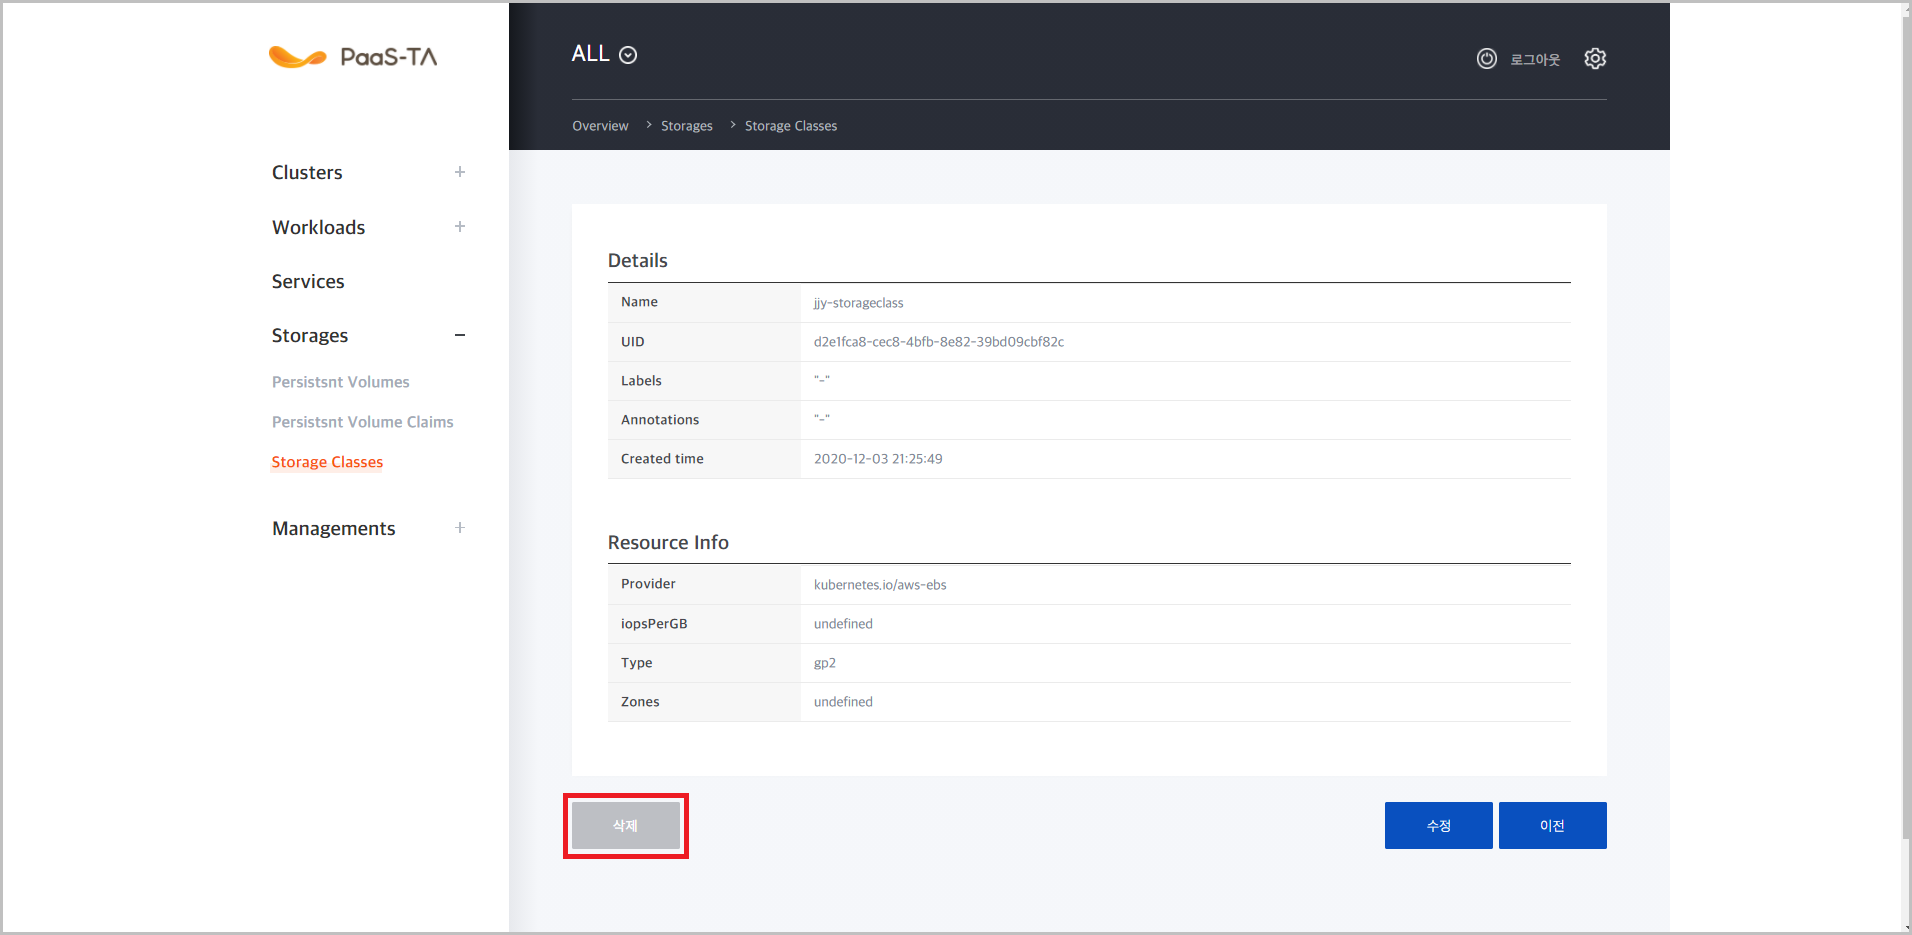 PaaS-TA
ALL
로그아웃
Overview > Storages > Storage Classes
Clusters +
Workloads +
Services
Storages −
Persistsnt Volumes
Persistsnt Volume Claims
Storage Classes
Managements +
Details
Name jjy-storageclass
UID d2e1fca8-cec8-4bfb-8e82-39bd09cbf82c
Labels "-"
Annotations "-"
Created time 2020-12-03 21:25:49
Resource Info
Provider kubernetes.io/aws-ebs
iopsPerGB undefined
Type gp2
Zones undefined
삭제 수정 이전